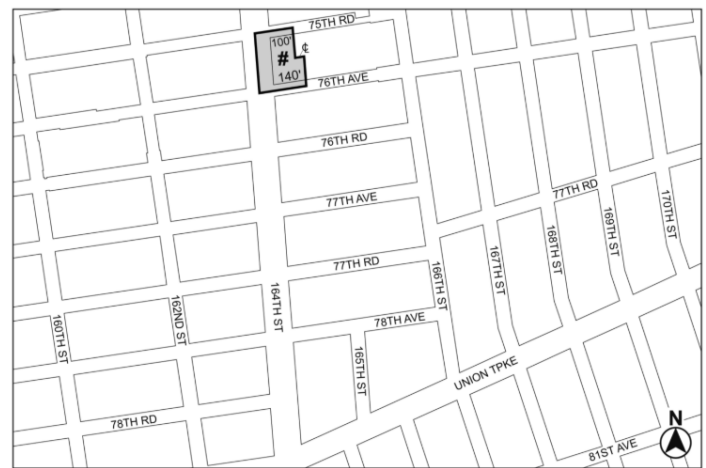 75TH RD
100'
℄
#
140'
76TH AVE
76TH RD
77TH AVE
77TH RD
170TH ST
169TH ST
168TH ST
167TH ST
166TH ST
77TH RD
164TH ST
162ND ST
160TH ST
78TH AVE
165TH ST
UNION TPKE
78TH RD
N
81ST AVE